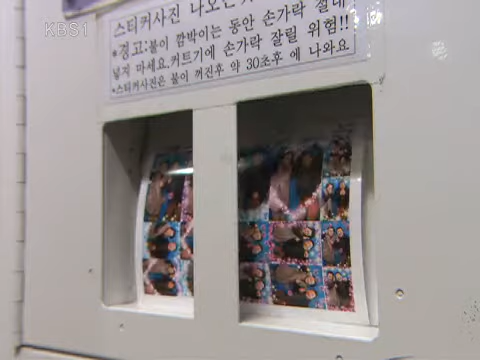 KBS1
스티커사진 나오는
*경고:불이 깜박이는 동안 손가락 절대
넣지 마세요.커트기에 손가락 잘릴 위험!!
*스티커사진은 불이 꺼진후 약 30초후 에 나와요